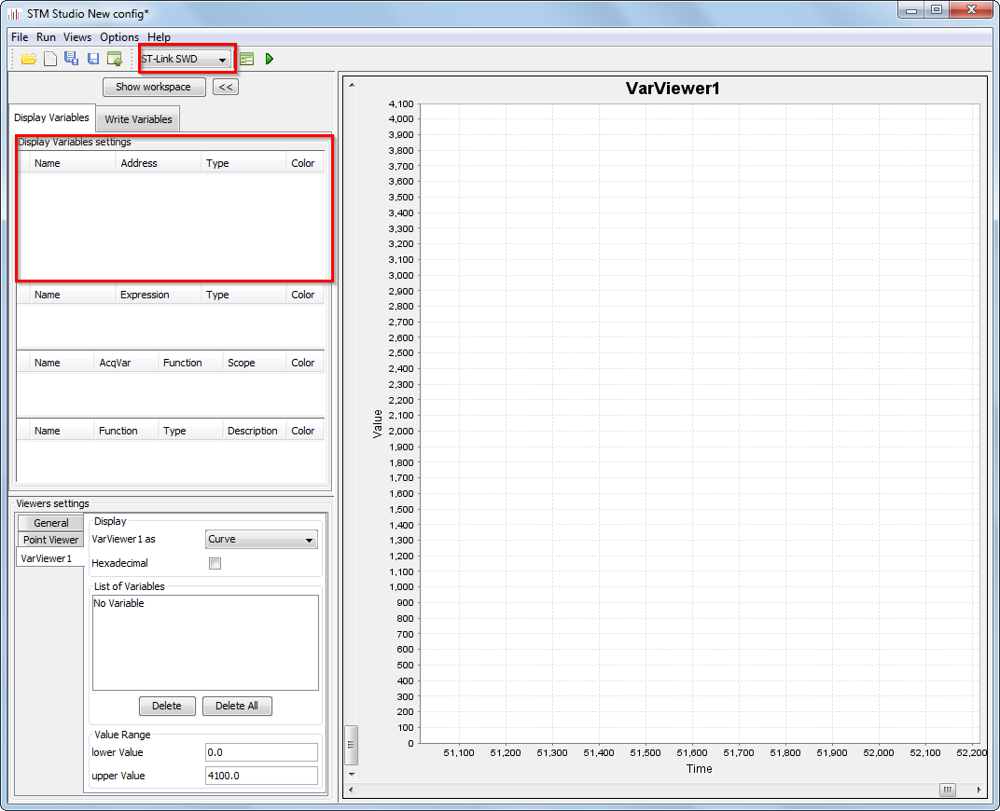 STM Studio New config*
File Run Views Options Help
ST-Link SWD
Show workspace <<
Display Variables Write Variables
Display Variables settings
Name Address Type Color
Name Expression Type Color
Name AcqVar Function Scope Color
Name Function Type Description Color
Viewers settings
General
Point Viewer
VarViewer1
Display
VarViewer1 as Curve
Hexadecimal
List of Variables
No Variable
Delete Delete All
Value Range
lower Value 0.0
upper Value 4100.0
VarViewer1
Value
4,100
4,000
3,900
3,800
3,700
3,600
3,500
3,400
3,300
3,200
3,100
3,000
2,900
2,800
2,700
2,600
2,500
2,400
2,300
2,200
2,100
2,000
1,900
1,800
1,700
1,600
1,500
1,400
1,300
1,200
1,100
1,000
900
800
700
600
500
400
300
200
100
0
51,100 51,200 51,300 51,400 51,500 51,600 51,700 51,800 51,900 52,000 52,100 52,200
Time